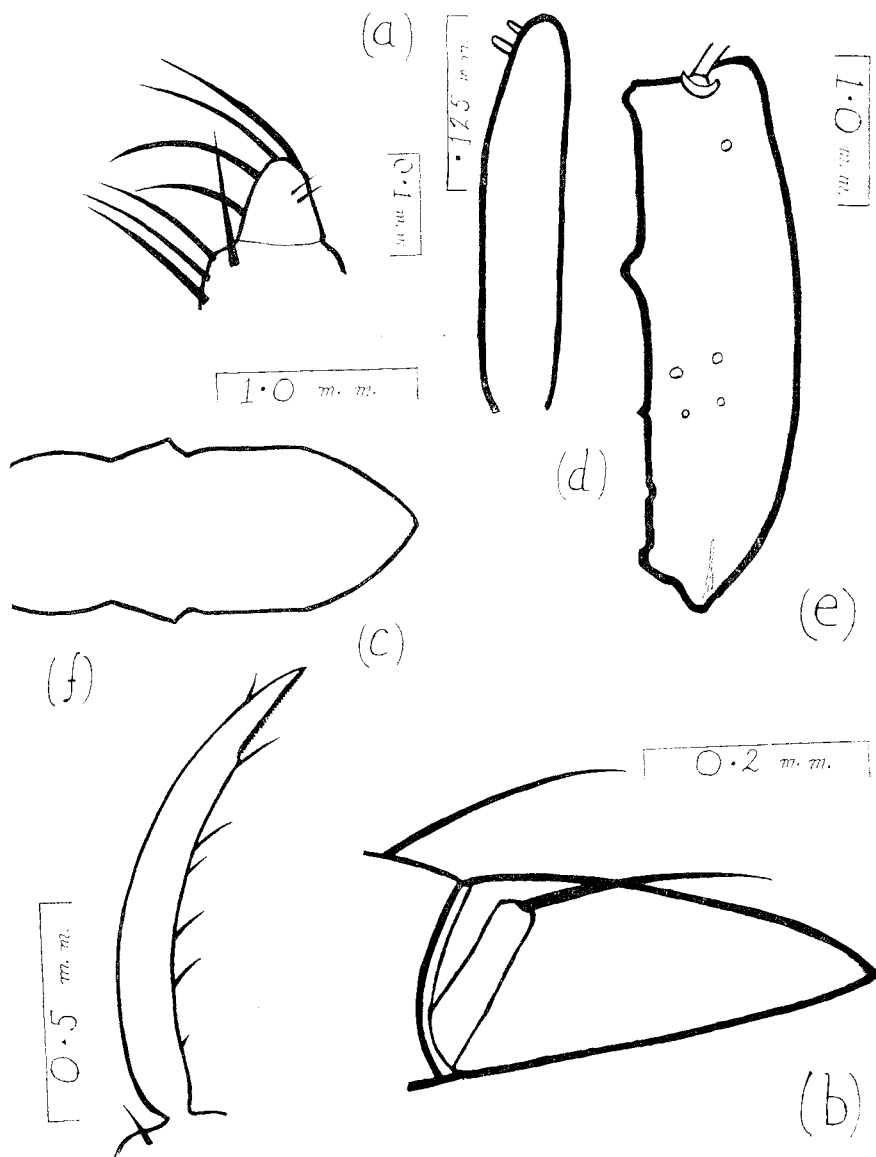 (a)
·125 m m.
1·0 m m.
0·1 m m
1·0 m. m.
(d)
(e)
(c)
(f)
0·2 m. m.
0·5 m. m.
(b)